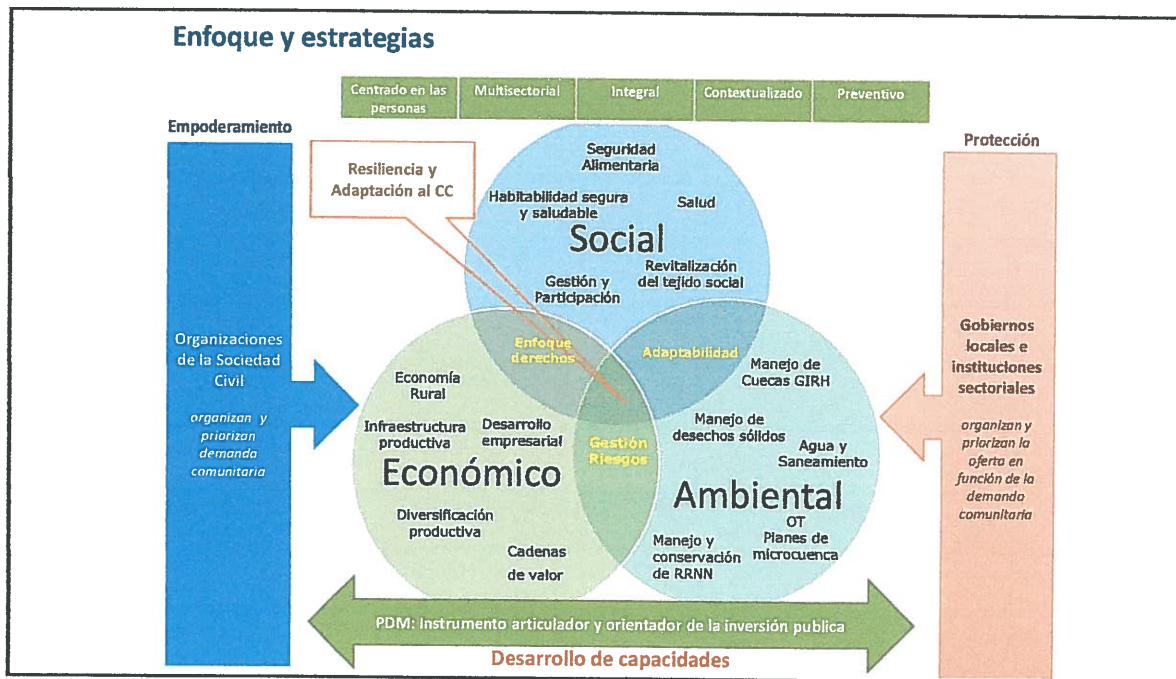 Enfoque y estrategias
Centrado en las
personas
Multisectorial
Integral
Contextualizado
Preventivo
Empoderamiento
Protección
Resiliencia y
Adaptación al CC
Seguridad
Alimentaria
Habitabilidad segura
y saludable
Salud
Social
Revitalización
del tejido social
Gestión y
Participación
Organizaciones
de la Sociedad
Civil
organizan y
priorizan
demanda
comunitaria
Enfoque
derechos
Adaptabilidad
Gobiernos
locales e
instituciones
sectoriales
organizan y
priorizan la
oferta en
función de la
demanda
comunitaria
Economía
Rural
Infraestructura
productiva
Desarrollo
empresarial
Económico
Diversificación
productiva
Cadenas
de valor
Gestión
Riesgos
Manejo de
Cuecas GIRH
Manejo de
desechos sólidos
Agua y
Saneamiento
Ambiental
OT
Planes de
microcuenca
Manejo y
conservación
de RRNN
PDM: Instrumento articulador y orientador de la inversión publica
Desarrollo de capacidades